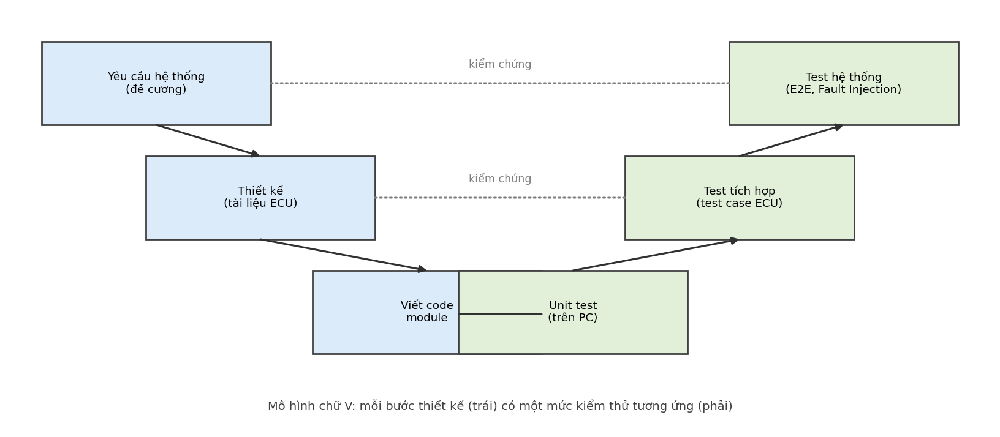 Yêu cầu hệ thống
(đề cương)
kiểm chứng
Test hệ thống
(E2E, Fault Injection)
Thiết kế
(tài liệu ECU)
kiểm chứng
Test tích hợp
(test case ECU)
Viết code
module
Unit test
(trên PC)
Mô hình chữ V: mỗi bước thiết kế (trái) có một mức kiểm thử tương ứng (phải)